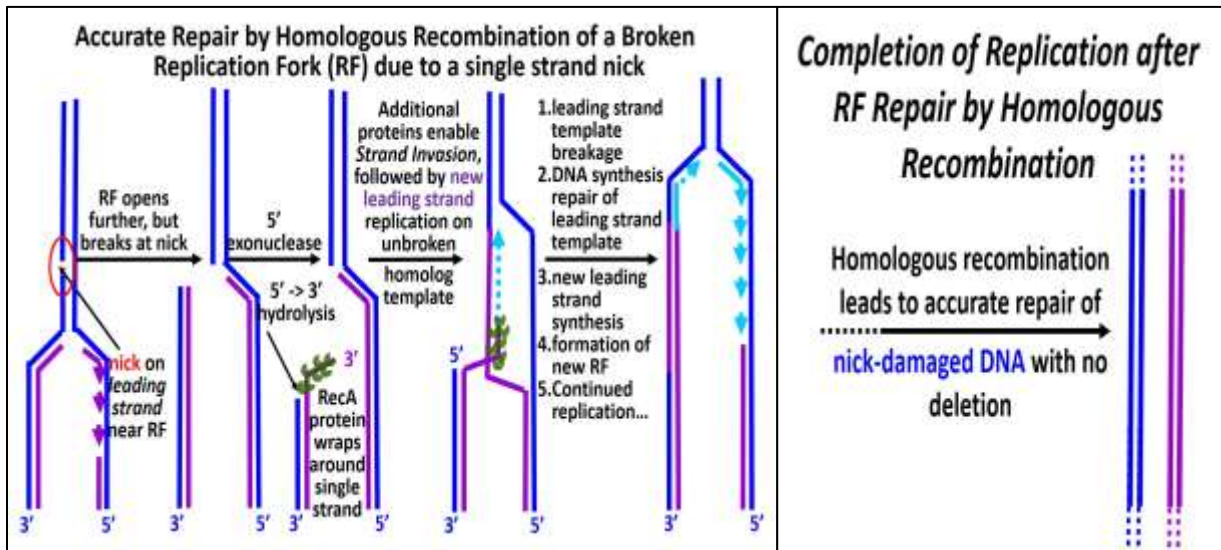 Accurate Repair by Homologous Recombination of a Broken
Replication Fork (RF) due to a single strand nick
RF opens
further, but
breaks at nick
nick on
leading
strand
near RF
3’
5’
5’
exonuclease
5’ -> 3’
hydrolysis
5’
3’
RecA
protein
wraps
around
single
strand
3’
5’
Additional
proteins enable
Strand Invasion,
followed by new
leading strand
replication on
unbroken
homolog
template
5’
3’
5’
1.leading strand
template
breakage
2.DNA synthesis
repair of
leading strand
template
3.new leading
strand
synthesis
4.formation of
new RF
5.Continued
replication...
3’
5’
Completion of Replication after
RF Repair by Homologous
Recombination
Homologous recombination
leads to accurate repair of
nick-damaged DNA with no
deletion